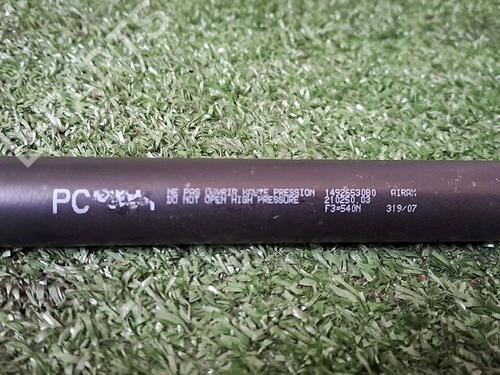 PC
NE PAS OUVRIR HAUTE PRESSION 1492653080 AIRAX
DO NOT OPEN HIGH PRESSURE 210250.03
F3=540N 319/07